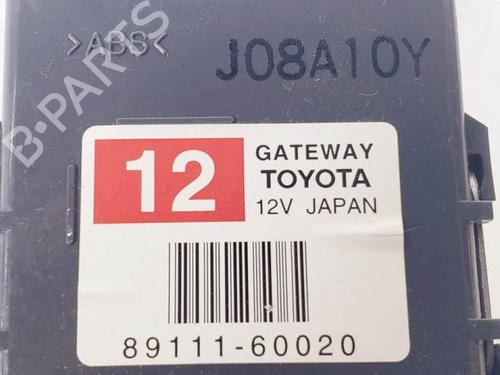 >ABS<
J08A10Y
B-PARTS
12
GATEWAY
TOYOTA
12V JAPAN
89111-60020